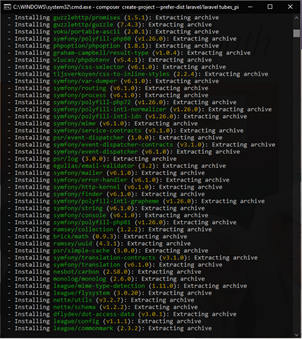 C:\WINDOWS\system32\cmd.exe - composer create-project --prefer-dist laravel/laravel tubes_pi
- Installing guzzlehttp/promises (1.5.1): Extracting archive
- Installing guzzlehttp/guzzle (7.4.3): Extracting archive
- Installing voku/portable-ascii (2.0.1): Extracting archive
- Installing symfony/polyfill-php80 (v1.26.0): Extracting archive
- Installing phpoption/phpoption (1.8.1): Extracting archive
- Installing graham-campbell/result-type (v1.0.4): Extracting archive
- Installing vlucas/phpdotenv (v5.4.1): Extracting archive
- Installing symfony/css-selector (v6.1.0): Extracting archive
- Installing tijsverkoyen/css-to-inline-styles (2.2.4): Extracting archive
- Installing symfony/var-dumper (v6.1.0): Extracting archive
- Installing symfony/routing (v6.1.0): Extracting archive
- Installing symfony/process (v6.1.0): Extracting archive
- Installing symfony/polyfill-php72 (v1.26.0): Extracting archive
- Installing symfony/polyfill-intl-normalizer (v1.26.0): Extracting archive
- Installing symfony/polyfill-intl-idn (v1.26.0): Extracting archive
- Installing symfony/mime (v6.1.0): Extracting archive
- Installing symfony/service-contracts (v3.1.0): Extracting archive
- Installing psr/event-dispatcher (1.0.0): Extracting archive
- Installing symfony/event-dispatcher-contracts (v3.1.0): Extracting archive
- Installing symfony/event-dispatcher (v6.1.0): Extracting archive
- Installing psr/log (3.0.0): Extracting archive
- Installing egulias/email-validator (3.2): Extracting archive
- Installing symfony/mailer (v6.1.0): Extracting archive
- Installing symfony/error-handler (v6.1.0): Extracting archive
- Installing symfony/http-kernel (v6.1.0): Extracting archive
- Installing symfony/finder (v6.1.0): Extracting archive
- Installing symfony/polyfill-intl-grapheme (v1.26.0): Extracting archive
- Installing symfony/string (v6.1.0): Extracting archive
- Installing symfony/console (v6.1.0): Extracting archive
- Installing symfony/polyfill-php81 (v1.26.0): Extracting archive
- Installing ramsey/collection (1.2.2): Extracting archive
- Installing brick/math (0.9.3): Extracting archive
- Installing ramsey/uuid (4.3.1): Extracting archive
- Installing psr/simple-cache (3.0.0): Extracting archive
- Installing symfony/translation-contracts (v3.1.0): Extracting archive
- Installing symfony/translation (v6.1.0): Extracting archive
- Installing nesbot/carbon (2.58.0): Extracting archive
- Installing monolog/monolog (2.6.0): Extracting archive
- Installing league/mime-type-detection (1.11.0): Extracting archive
- Installing league/flysystem (3.0.20): Extracting archive
- Installing nette/utils (v3.2.7): Extracting archive
- Installing nette/schema (v1.2.2): Extracting archive
- Installing dflydev/dot-access-data (v3.0.1): Extracting archive
- Installing league/config (v1.1.1): Extracting archive
- Installing league/commonmark (2.3.2): Extracting archive